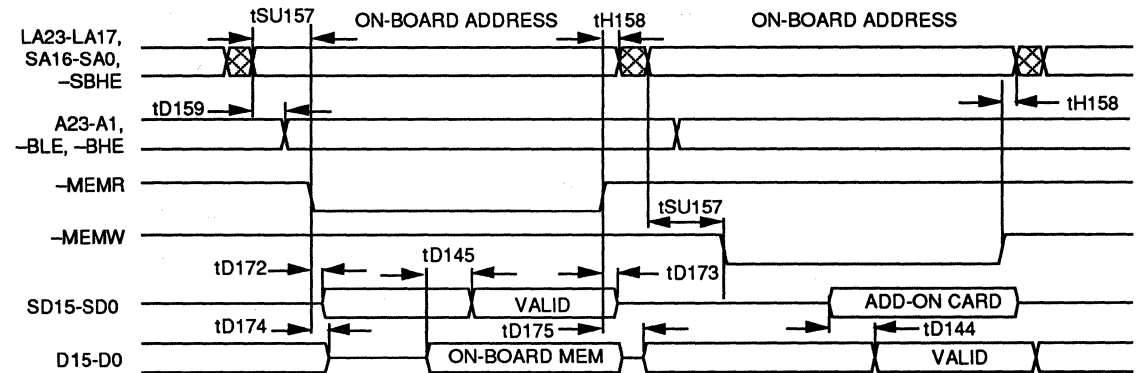 tSU157 ON-BOARD ADDRESS tH158 ON-BOARD ADDRESS
LA23-LA17,
SA16-SA0,
–SBHE
tD159 tH158
A23-A1,
–BLE, –BHE
–MEMR
tSU157
–MEMW
tD145
tD172 tD173
SD15-SD0 VALID ADD-ON CARD
tD174 tD175 tD144
D15-D0 ON-BOARD MEM VALID